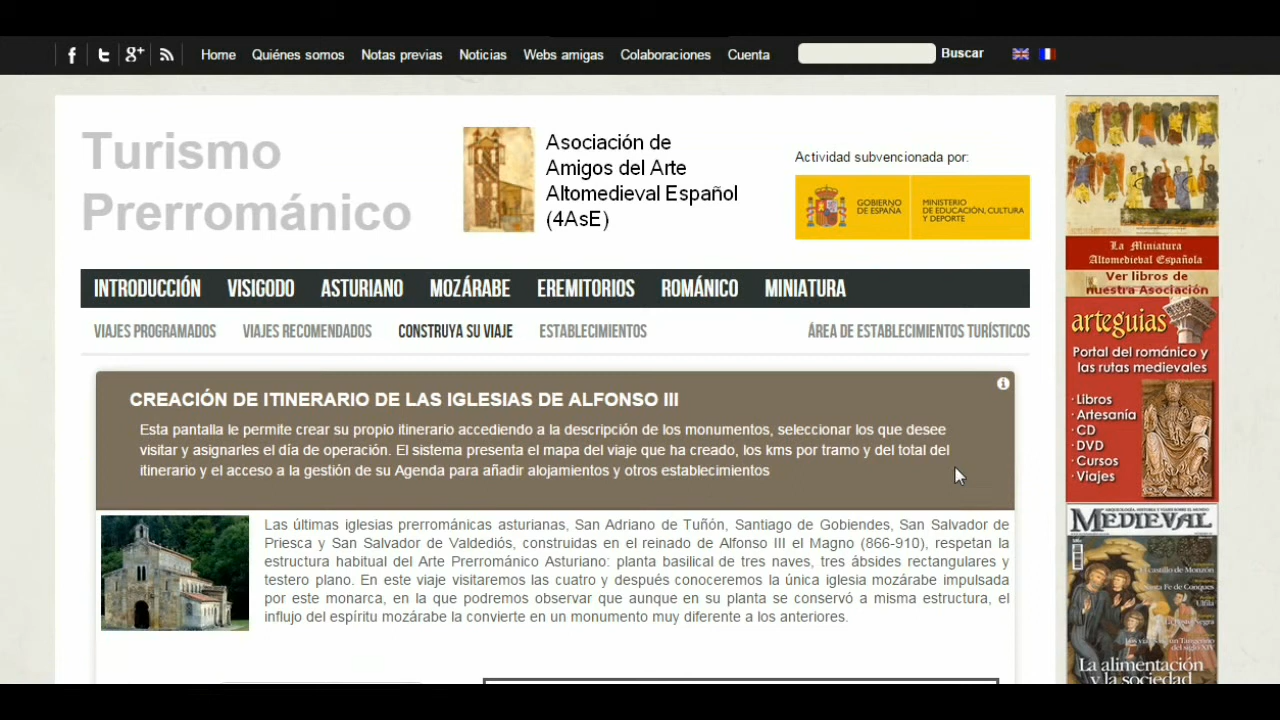 Home Quiénes somos Notas previas Noticias Webs amigas Colaboraciones Cuenta Buscar
Turismo
Prerrománico
Asociación de
Amigos del Arte
Altomedieval Español
(4AsE)
Actividad subvencionada por:
GOBIERNO
DE ESPAÑA
MINISTERIO
DE EDUCACIÓN, CULTURA
Y DEPORTE
INTRODUCCIÓN VISIGODO ASTURIANO MOZÁRABE EREMITORIOS ROMÁNICO MINIATURA
VIAJES PROGRAMADOS VIAJES RECOMENDADOS CONSTRUYA SU VIAJE ESTABLECIMIENTOS ÁREA DE ESTABLECIMIENTOS TURÍSTICOS
CREACIÓN DE ITINERARIO DE LAS IGLESIAS DE ALFONSO III
Esta pantalla le permite crear su propio itinerario accediendo a la descripción de los monumentos, seleccionar los que desee
visitar y asignarles el día de operación. El sistema presenta el mapa del viaje que ha creado, los kms por tramo y del total del
itinerario y el acceso a la gestión de su Agenda para añadir alojamientos y otros establecimientos
Las últimas iglesias prerrománicas asturianas, San Adriano de Tuñón, Santiago de Gobiendes, San Salvador de
Priesca y San Salvador de Valdediós, construidas en el reinado de Alfonso III el Magno (866-910), respetan la
estructura habitual del Arte Prerrománico Asturiano: planta basilical de tres naves, tres ábsides rectangulares y
testero plano. En este viaje visitaremos las cuatro y después conoceremos la única iglesia mozárabe impulsada
por este monarca, en la que podremos observar que aunque en su planta se conservó a misma estructura, el
influjo del espíritu mozárabe la convierte en un monumento muy diferente a los anteriores.
La Miniatura
Altomedieval Española
Ver libros de
nuestra Asociación
arteguias
Portal del románico y
las rutas medievales
· Libros
· Artesanía
· CD
· DVD
· Cursos
· Viajes
MEDIEVAL
El castillo de Monzón
Santa Fe de Conques
La alimentación
y la sociedad